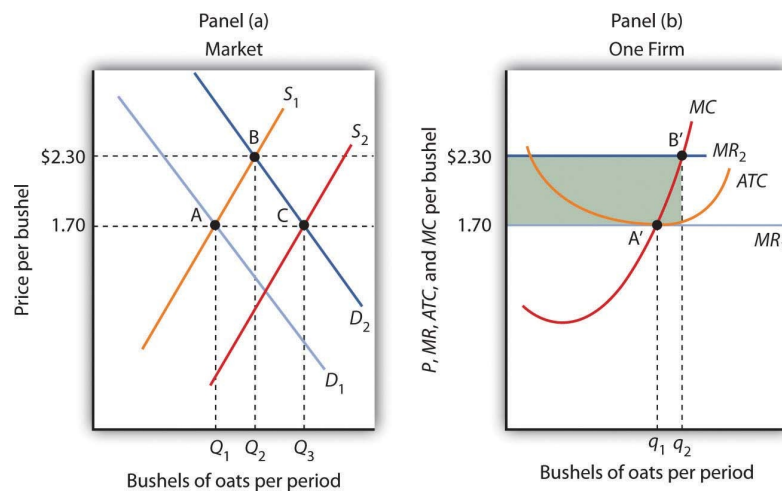 Panel (a)
Market
Price per bushel
$2.30
1.70
S1
S2
B
A
C
D2
D1
Q1 Q2 Q3
Bushels of oats per period
Panel (b)
One Firm
P, MR, ATC, and MC per bushel
$2.30
1.70
MC
B'
MR2
ATC
A'
MR
q1 q2
Bushels of oats per period